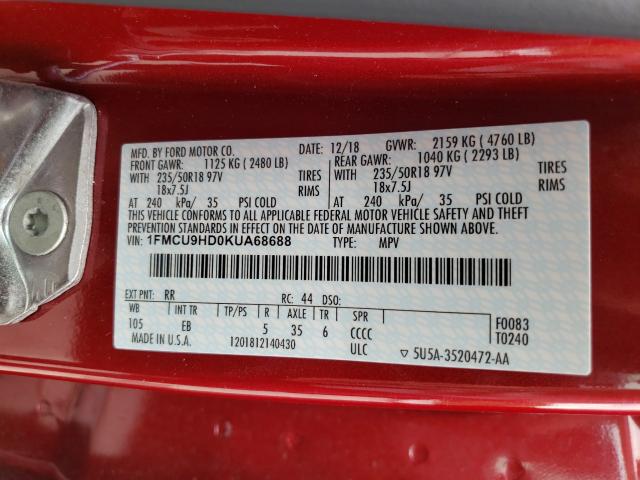 MFD. BY FORD MOTOR CO. DATE: 12/18 GVWR: 2159 KG ( 4760 LB)
FRONT GAWR: 1125 KG ( 2480 LB) REAR GAWR: 1040 KG ( 2293 LB)
WITH 235/50R18 97V TIRES WITH 235/50R18 97V TIRES
18x7.5J RIMS 18x7.5J RIMS
AT 240 kPa/ 35 PSI COLD AT 240 kPa/ 35 PSI COLD
THIS VEHICLE CONFORMS TO ALL APPLICABLE FEDERAL MOTOR VEHICLE SAFETY AND THEFT
PREVENTION STANDARDS IN EFFECT ON THE DATE OF MANUFACTURE SHOWN ABOVE.
VIN: 1FMCU9HD0KUA68688 TYPE: MPV
EXT PNT: RR RC: 44 DSO:
WB INT TR TP/PS R AXLE TR SPR F0083
105 EB 5 35 6 CCCC T0240
MADE IN U.S.A. 1201812140430 ULC ▽ 5U5A-3520472-AA